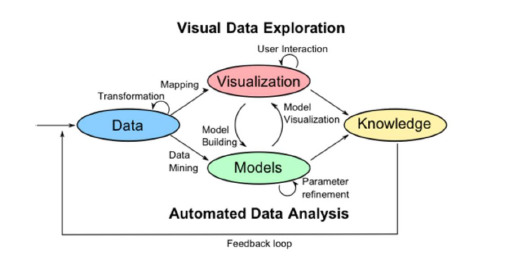 Visual Data Exploration
User Interaction
Mapping
Visualization
Transformation
Data
Model
Building
Model
Visualization
Knowledge
Data
Mining
Models
Parameter
refinement
Automated Data Analysis
Feedback loop